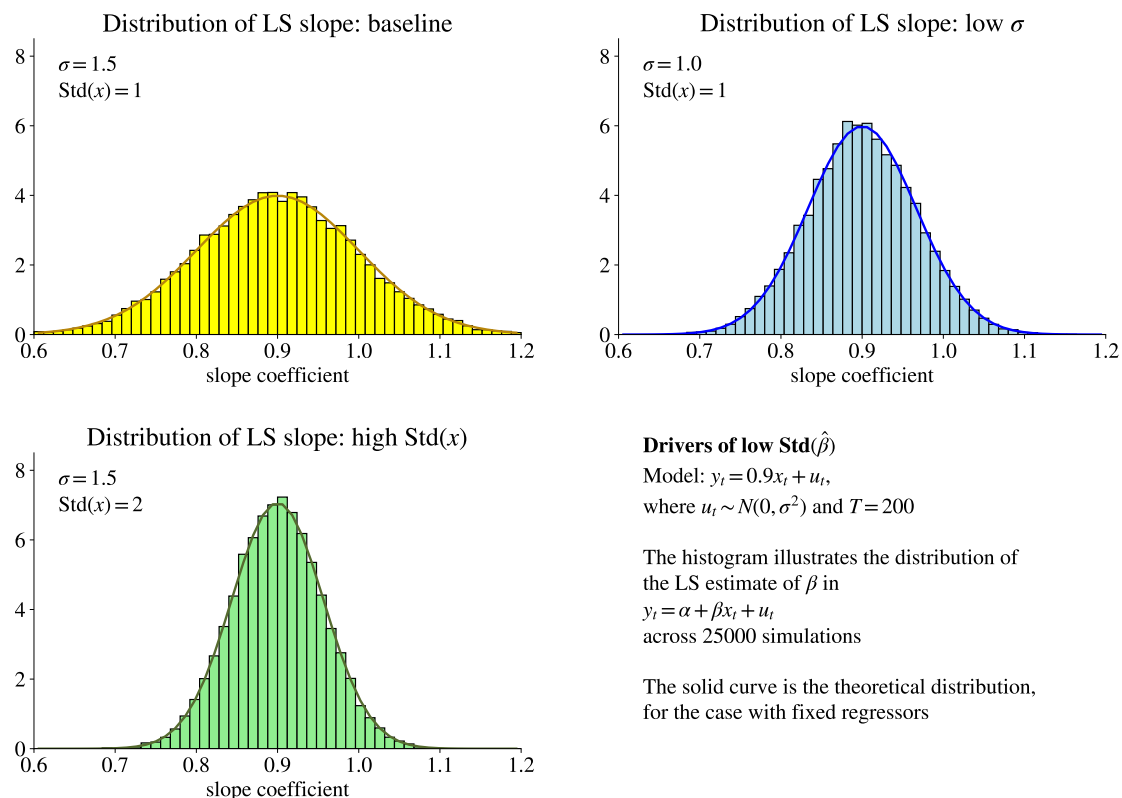 Distribution of LS slope: baseline
σ = 1.5
Std(x) = 1
8
6
4
2
0
0.6 0.7 0.8 0.9 1.0 1.1 1.2
slope coefficient
Distribution of LS slope: low σ
σ = 1.0
Std(x) = 1
8
6
4
2
0
0.6 0.7 0.8 0.9 1.0 1.1 1.2
slope coefficient
Distribution of LS slope: high Std(x)
σ = 1.5
Std(x) = 2
8
6
4
2
0
0.6 0.7 0.8 0.9 1.0 1.1 1.2
slope coefficient
Drivers of low Std(β̂)
Model: yₜ = 0.9xₜ + uₜ,
where uₜ ~ N(0, σ²) and T = 200
The histogram illustrates the distribution of
the LS estimate of β in
yₜ = α + βxₜ + uₜ
across 25000 simulations
The solid curve is the theoretical distribution,
for the case with fixed regressors